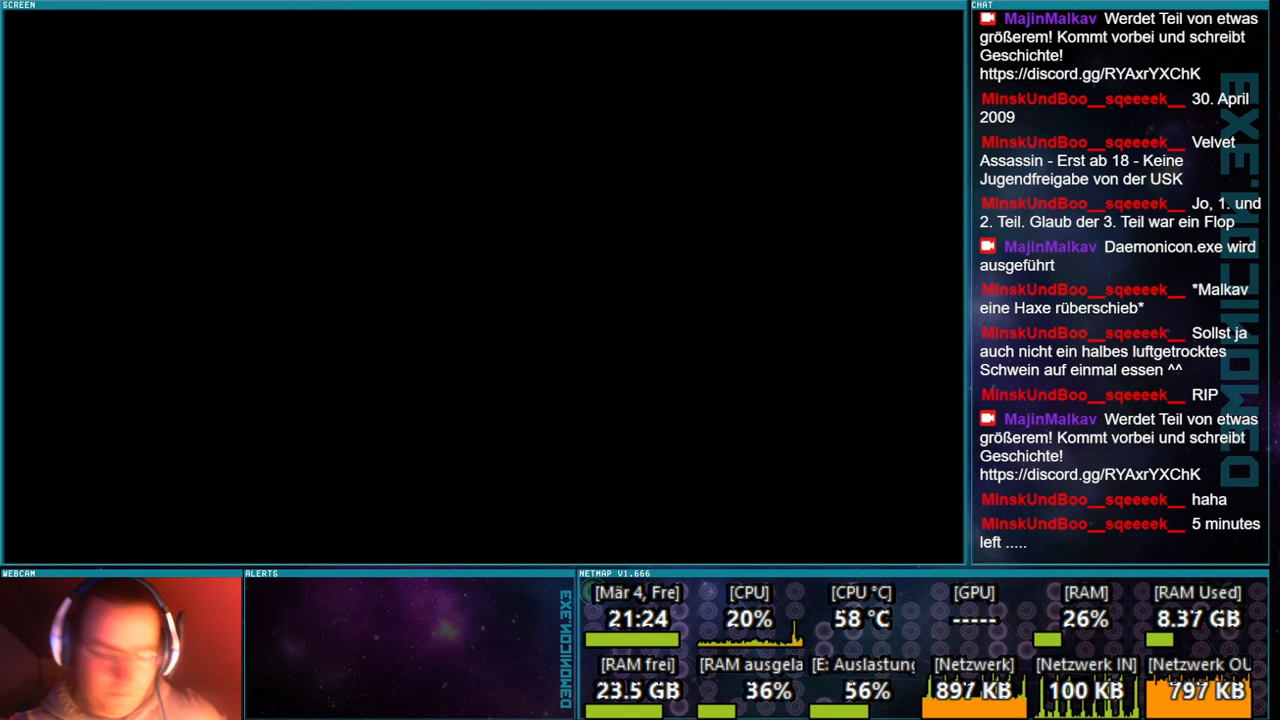 SCREEN
CHAT
MajinMalkav Werdet Teil von etwas
größerem! Kommt vorbei und schreibt
Geschichte!
https://discord.gg/RYAxrYXChK
MinskUndBoo__sqeeeek__ 30. April
2009
MinskUndBoo__sqeeeek__ Velvet
Assassin - Erst ab 18 - Keine
Jugendfreigabe von der USK
MinskUndBoo__sqeeeek__ Jo, 1. und
2. Teil. Glaub der 3. Teil war ein Flop
MajinMalkav Daemonicon.exe wird
ausgeführt
MinskUndBoo__sqeeeek__ *Malkav
eine Haxe rüberschieb*
MinskUndBoo__sqeeeek__ Sollst ja
auch nicht ein halbes luftgetrocktes
Schwein auf einmal essen ^^
MinskUndBoo__sqeeeek__ RIP
MajinMalkav Werdet Teil von etwas
größerem! Kommt vorbei und schreibt
Geschichte!
https://discord.gg/RYAxrYXChK
MinskUndBoo__sqeeeek__ haha
MinskUndBoo__sqeeeek__ 5 minutes
left .....
WEBCAM
ALERTS
NETMAP V1.666
[Mär 4, Fre] [CPU] [CPU °C] [GPU] [RAM] [RAM Used]
21:24 20% 58 °C ----- 26% 8.37 GB
[RAM frei] [RAM ausgela [E: Auslastung [Netzwerk] [Netzwerk IN] [Netzwerk OU
23.5 GB 36% 56% 897 KB 100 KB 797 KB